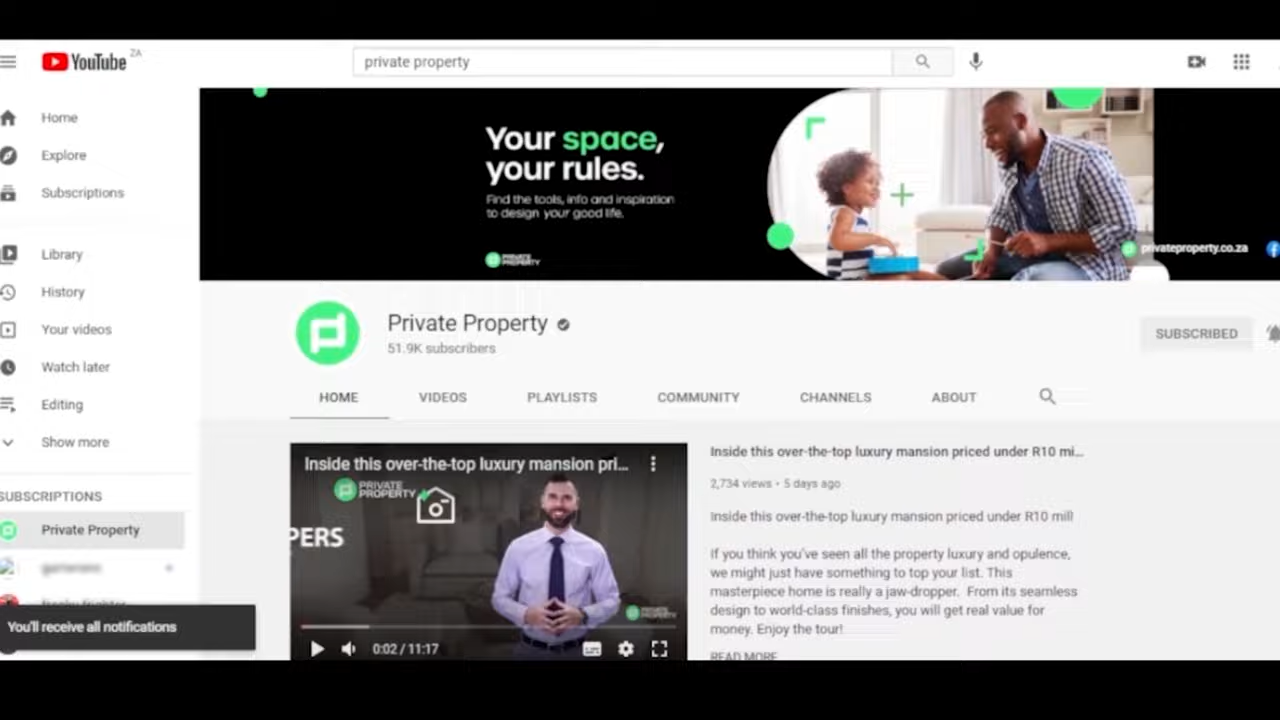 YouTube ZA
private property
Home
Explore
Subscriptions
Library
History
Your videos
Watch later
Editing
Show more
SUBSCRIPTIONS
Private Property
You'll receive all notifications
Your space,
your rules.
Find the tools, info and inspiration
to design your good life.
PRIVATE
PROPERTY
privateproperty.co.za
Private Property
51.9K subscribers
SUBSCRIBED
HOME
VIDEOS
PLAYLISTS
COMMUNITY
CHANNELS
ABOUT
Inside this over-the-top luxury mansion pri...
PRIVATE
PROPERTY
PERS
PRIVATE
PROPERTY
0:02 / 11:17
Inside this over-the-top luxury mansion priced under R10 mi...
2,734 views • 5 days ago
Inside this over-the-top luxury mansion priced under R10 mill
If you think you've seen all the property luxury and opulence,
we might just have something to top your list. This
masterpiece home is really a jaw-dropper. From its seamless
design to world-class finishes, you will get real value for
money. Enjoy the tour!
READ MORE